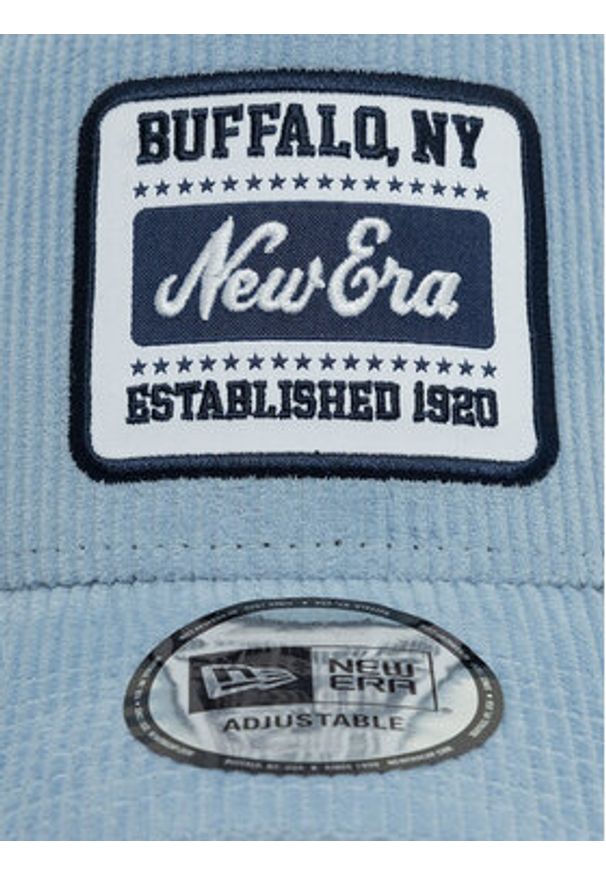 BUFFALO, NY
New Era
ESTABLISHED 1920
NEW ERA
ADJUSTABLE